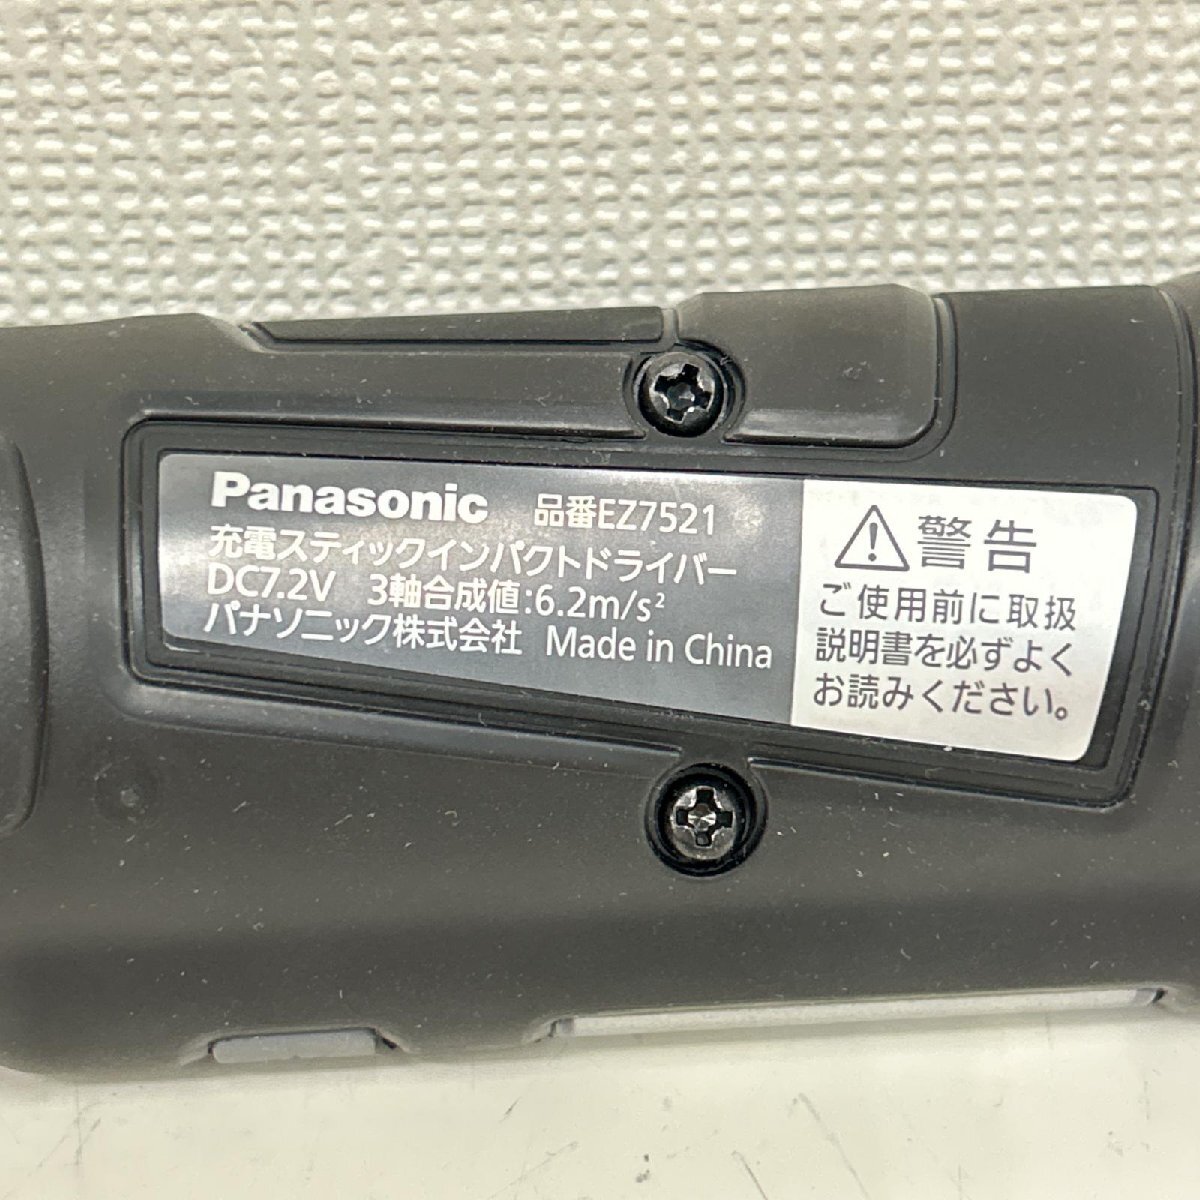 Panasonic 品番EZ7521
充電スティックインパクトドライバー
DC7.2V 3軸合成値:6.2m/s²
パナソニック株式会社 Made in China
警告
ご使用前に取扱
説明書を必ずよく
お読みください。